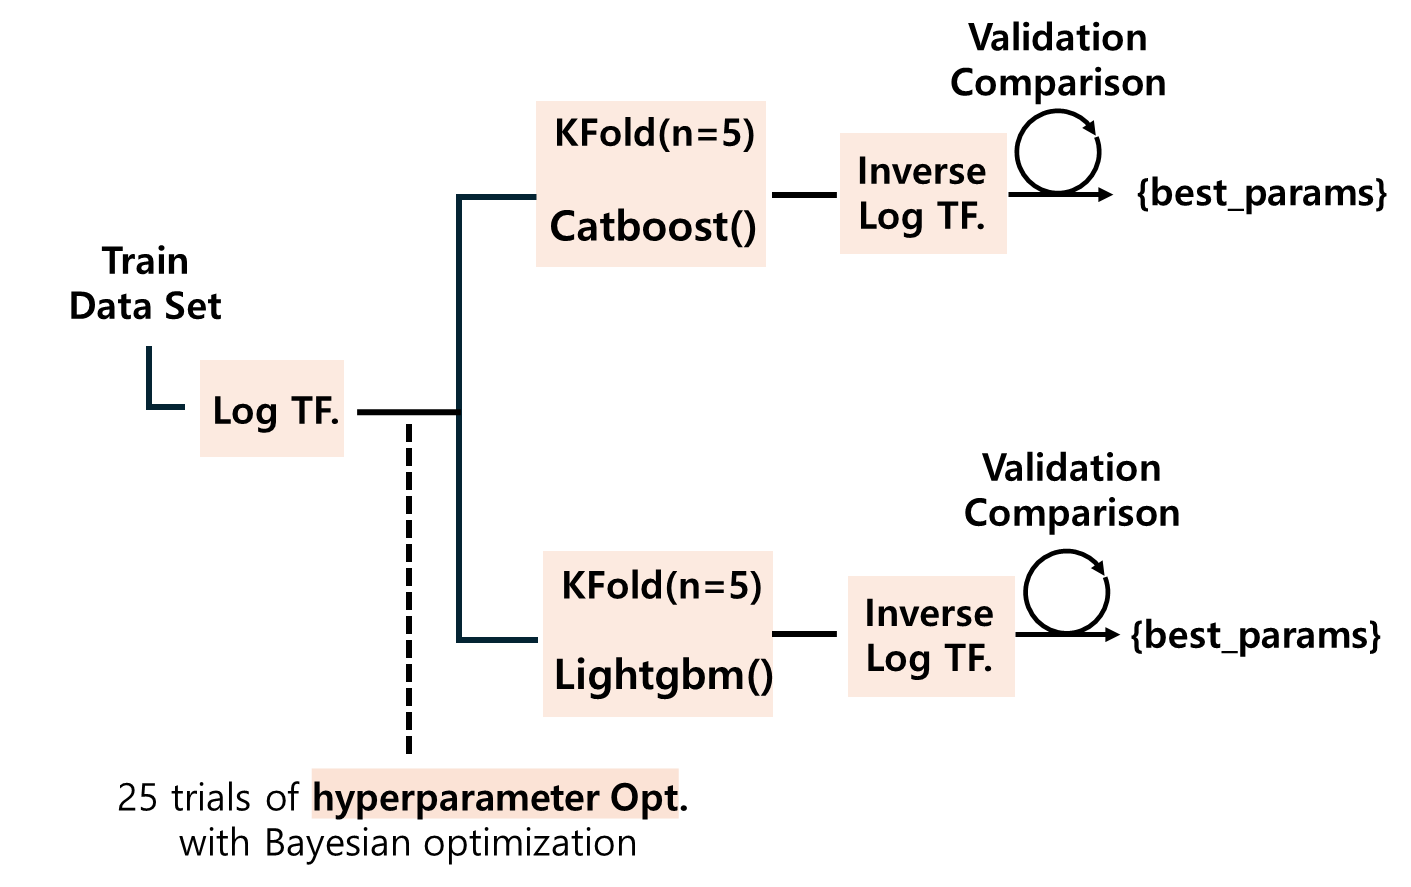 Train
Data Set
Log TF.
25 trials of hyperparameter Opt.
with Bayesian optimization
KFold(n=5)
Catboost()
Inverse
Log TF.
Validation
Comparison
{best_params}
KFold(n=5)
Lightgbm()
Inverse
Log TF.
Validation
Comparison
{best_params}